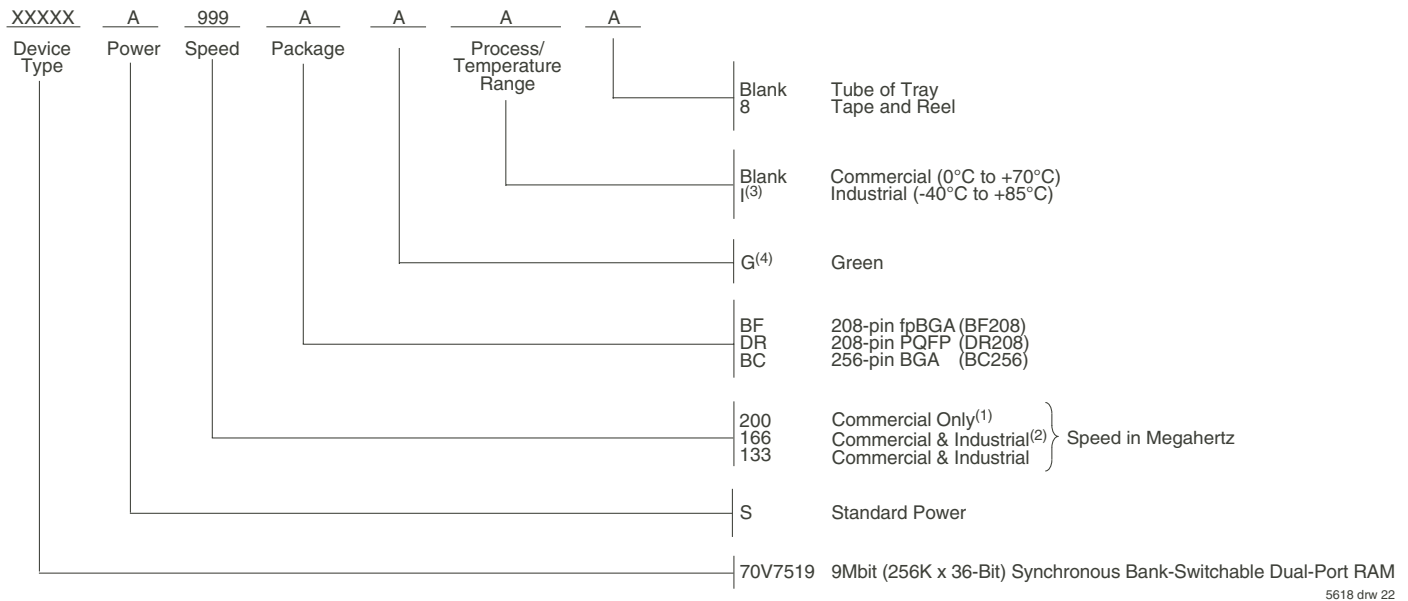 XXXXX A 999 A A A A
Device Type
Power
Speed
Package
Process/
Temperature
Range
Blank Tube of Tray
8 Tape and Reel
Blank Commercial (0°C to +70°C)
I(3) Industrial (-40°C to +85°C)
G(4) Green
BF 208-pin fpBGA (BF208)
DR 208-pin PQFP (DR208)
BC 256-pin BGA (BC256)
200 Commercial Only(1)
166 Commercial & Industrial(2)
133 Commercial & Industrial
Speed in Megahertz
S Standard Power
70V7519 9Mbit (256K x 36-Bit) Synchronous Bank-Switchable Dual-Port RAM
5618 drw 22